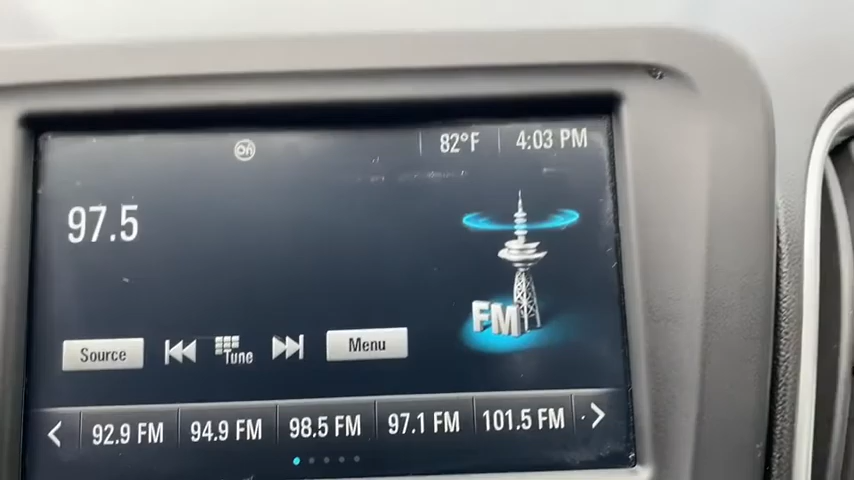 82°F 4:03 PM
97.5
FM
Source Tune Menu
92.9 FM 94.9 FM 98.5 FM 97.1 FM 101.5 FM